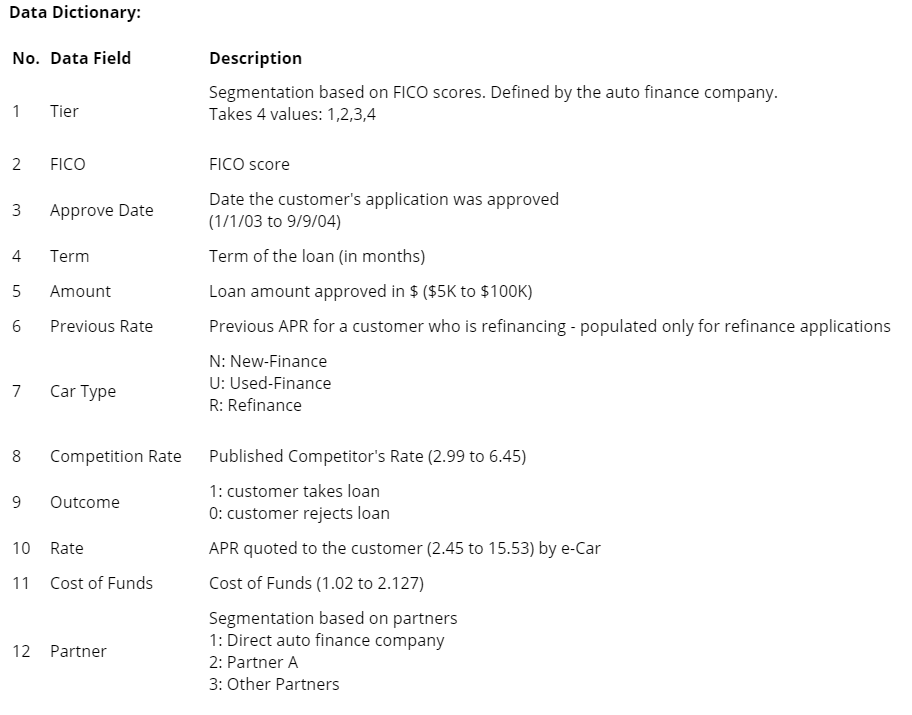 Data Dictionary:
No. Data Field Description
1 Tier Segmentation based on FICO scores. Defined by the auto finance company.
Takes 4 values: 1,2,3,4
2 FICO FICO score
3 Approve Date Date the customer's application was approved
(1/1/03 to 9/9/04)
4 Term Term of the loan (in months)
5 Amount Loan amount approved in $ ($5K to $100K)
6 Previous Rate Previous APR for a customer who is refinancing - populated only for refinance applications
7 Car Type N: New-Finance
U: Used-Finance
R: Refinance
8 Competition Rate Published Competitor's Rate (2.99 to 6.45)
9 Outcome 1: customer takes loan
0: customer rejects loan
10 Rate APR quoted to the customer (2.45 to 15.53) by e-Car
11 Cost of Funds Cost of Funds (1.02 to 2.127)
12 Partner Segmentation based on partners
1: Direct auto finance company
2: Partner A
3: Other Partners